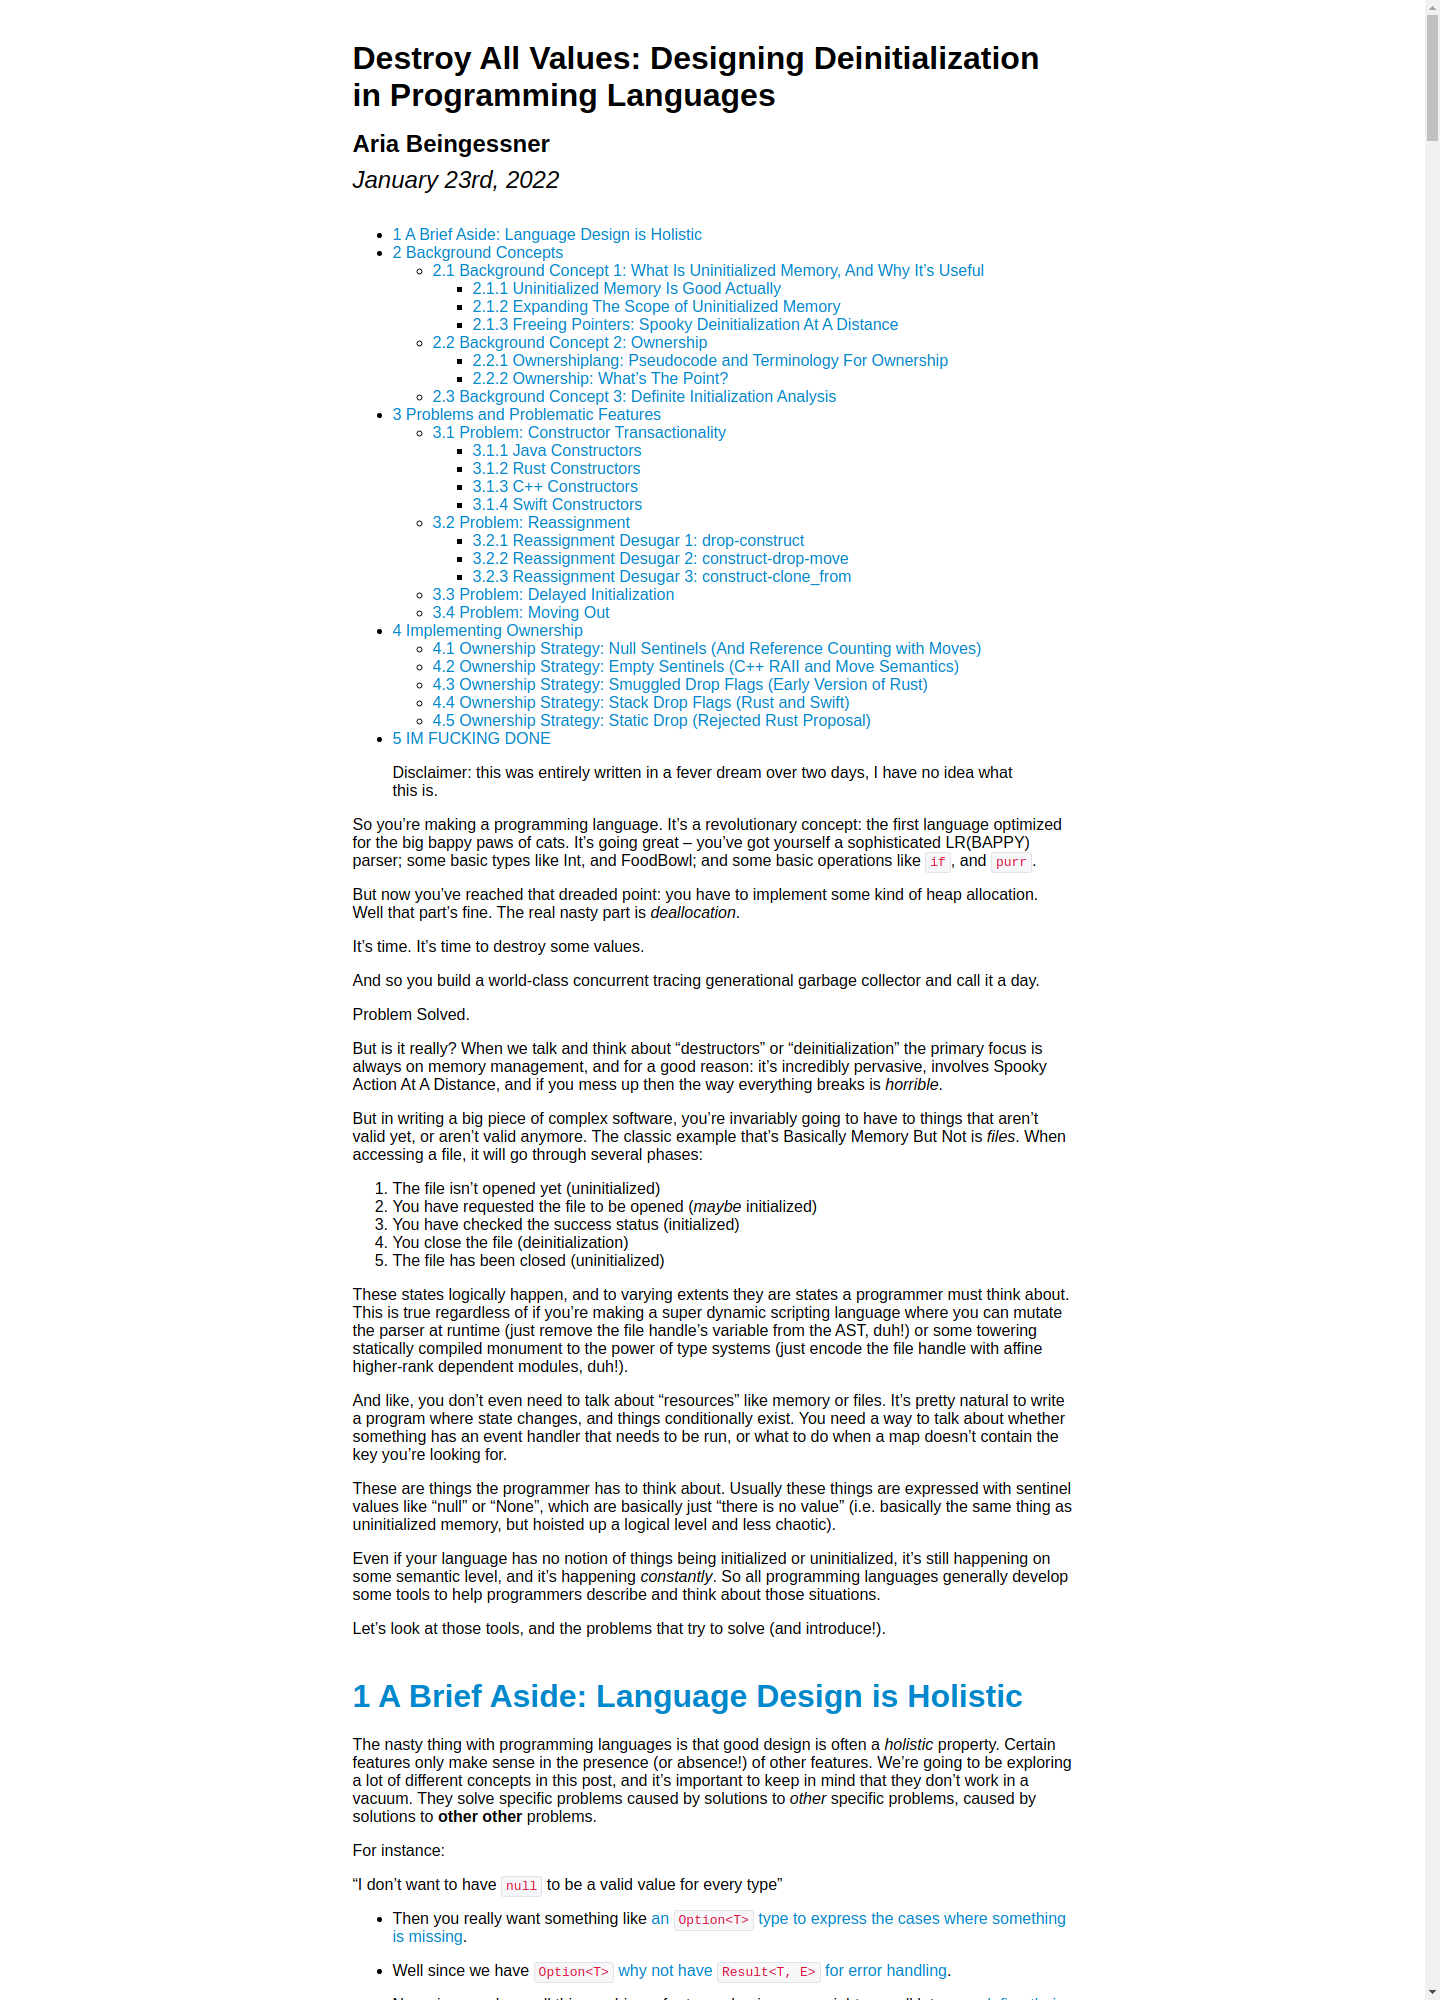 Destroy All Values: Designing Deinitialization
in Programming Languages
Aria Beingessner
January 23rd, 2022
1 A Brief Aside: Language Design is Holistic
2 Background Concepts
2.1 Background Concept 1: What Is Uninitialized Memory, And Why It’s Useful
2.1.1 Uninitialized Memory Is Good Actually
2.1.2 Expanding The Scope of Uninitialized Memory
2.1.3 Freeing Pointers: Spooky Deinitialization At A Distance
2.2 Background Concept 2: Ownership
2.2.1 Ownershiplang: Pseudocode and Terminology For Ownership
2.2.2 Ownership: What’s The Point?
2.3 Background Concept 3: Definite Initialization Analysis
3 Problems and Problematic Features
3.1 Problem: Constructor Transactionality
3.1.1 Java Constructors
3.1.2 Rust Constructors
3.1.3 C++ Constructors
3.1.4 Swift Constructors
3.2 Problem: Reassignment
3.2.1 Reassignment Desugar 1: drop-construct
3.2.2 Reassignment Desugar 2: construct-drop-move
3.2.3 Reassignment Desugar 3: construct-clone_from
3.3 Problem: Delayed Initialization
3.4 Problem: Moving Out
4 Implementing Ownership
4.1 Ownership Strategy: Null Sentinels (And Reference Counting with Moves)
4.2 Ownership Strategy: Empty Sentinels (C++ RAII and Move Semantics)
4.3 Ownership Strategy: Smuggled Drop Flags (Early Version of Rust)
4.4 Ownership Strategy: Stack Drop Flags (Rust and Swift)
4.5 Ownership Strategy: Static Drop (Rejected Rust Proposal)
5 IM FUCKING DONE
Disclaimer: this was entirely written in a fever dream over two days, I have no idea what
this is.
So you’re making a programming language. It’s a revolutionary concept: the first language optimized
for the big bappy paws of cats. It’s going great – you’ve got yourself a sophisticated LR(BAPPY)
parser; some basic types like Int, and FoodBowl; and some basic operations like if, and purr.
But now you’ve reached that dreaded point: you have to implement some kind of heap allocation.
Well that part’s fine. The real nasty part is deallocation.
It’s time. It’s time to destroy some values.
And so you build a world-class concurrent tracing generational garbage collector and call it a day.
Problem Solved.
But is it really? When we talk and think about “destructors” or “deinitialization” the primary focus is
always on memory management, and for a good reason: it’s incredibly pervasive, involves Spooky
Action At A Distance, and if you mess up then the way everything breaks is horrible.
But in writing a big piece of complex software, you’re invariably going to have to things that aren’t
valid yet, or aren’t valid anymore. The classic example that’s Basically Memory But Not is files. When
accessing a file, it will go through several phases:
1. The file isn’t opened yet (uninitialized)
2. You have requested the file to be opened (maybe initialized)
3. You have checked the success status (initialized)
4. You close the file (deinitialization)
5. The file has been closed (uninitialized)
These states logically happen, and to varying extents they are states a programmer must think about.
This is true regardless of if you’re making a super dynamic scripting language where you can mutate
the parser at runtime (just remove the file handle’s variable from the AST, duh!) or some towering
statically compiled monument to the power of type systems (just encode the file handle with affine
higher-rank dependent modules, duh!).
And like, you don’t even need to talk about “resources” like memory or files. It’s pretty natural to write
a program where state changes, and things conditionally exist. You need a way to talk about whether
something has an event handler that needs to be run, or what to do when a map doesn’t contain the
key you’re looking for.
These are things the programmer has to think about. Usually these things are expressed with sentinel
values like “null” or “None”, which are basically just “there is no value” (i.e. basically the same thing as
uninitialized memory, but hoisted up a logical level and less chaotic).
Even if your language has no notion of things being initialized or uninitialized, it’s still happening on
some semantic level, and it’s happening constantly. So all programming languages generally develop
some tools to help programmers describe and think about those situations.
Let’s look at those tools, and the problems that try to solve (and introduce!).
1 A Brief Aside: Language Design is Holistic
The nasty thing with programming languages is that good design is often a holistic property. Certain
features only make sense in the presence (or absence!) of other features. We’re going to be exploring
a lot of different concepts in this post, and it’s important to keep in mind that they don’t work in a
vacuum. They solve specific problems caused by solutions to other specific problems, caused by
solutions to other other problems.
For instance:
“I don’t want to have null to be a valid value for every type”
Then you really want something like an Option<T> type to express the cases where something
is missing.
Well since we have Option<T> why not have Result<T, E> for error handling.